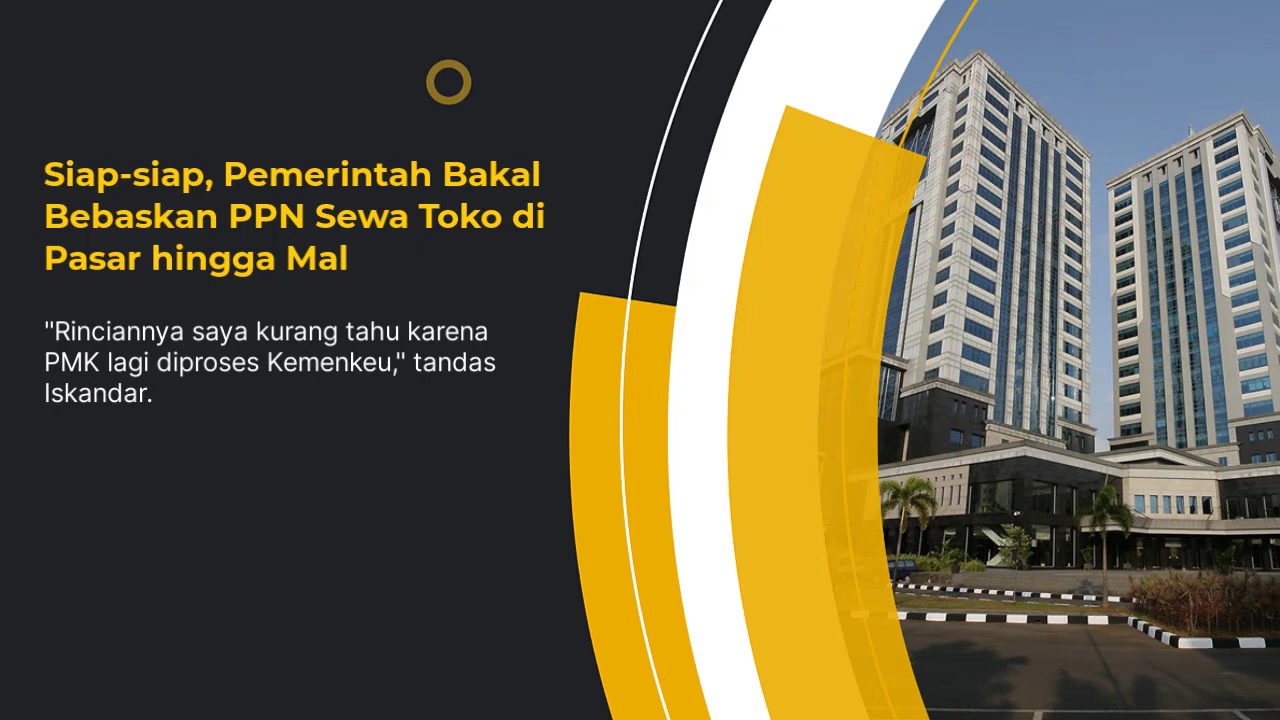 Siap-siap, Pemerintah Bakal
Bebaskan PPN Sewa Toko di
Pasar hingga Mal
"Rinciannya saya kurang tahu karena
PMK lagi diproses Kemenkeu," tandas
Iskandar.